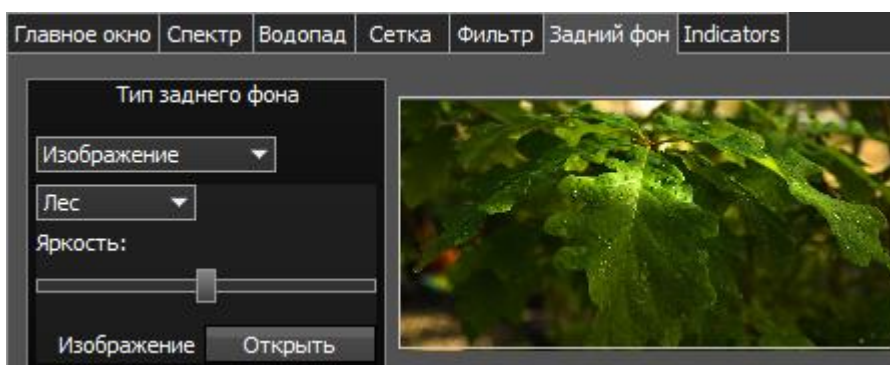 Главное окно Спектр Водопад Сетка Фильтр Задний фон Indicators
Тип заднего фона
Изображение
Лес
Яркость:
Изображение Открыть